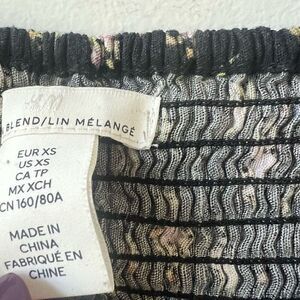 BLEND/LIN MÉLANGÉ
EUR XS
US XS
CA TP
MX XCH
CN 160/80A
MADE IN
CHINA
FABRIQUÉ EN
CHINE